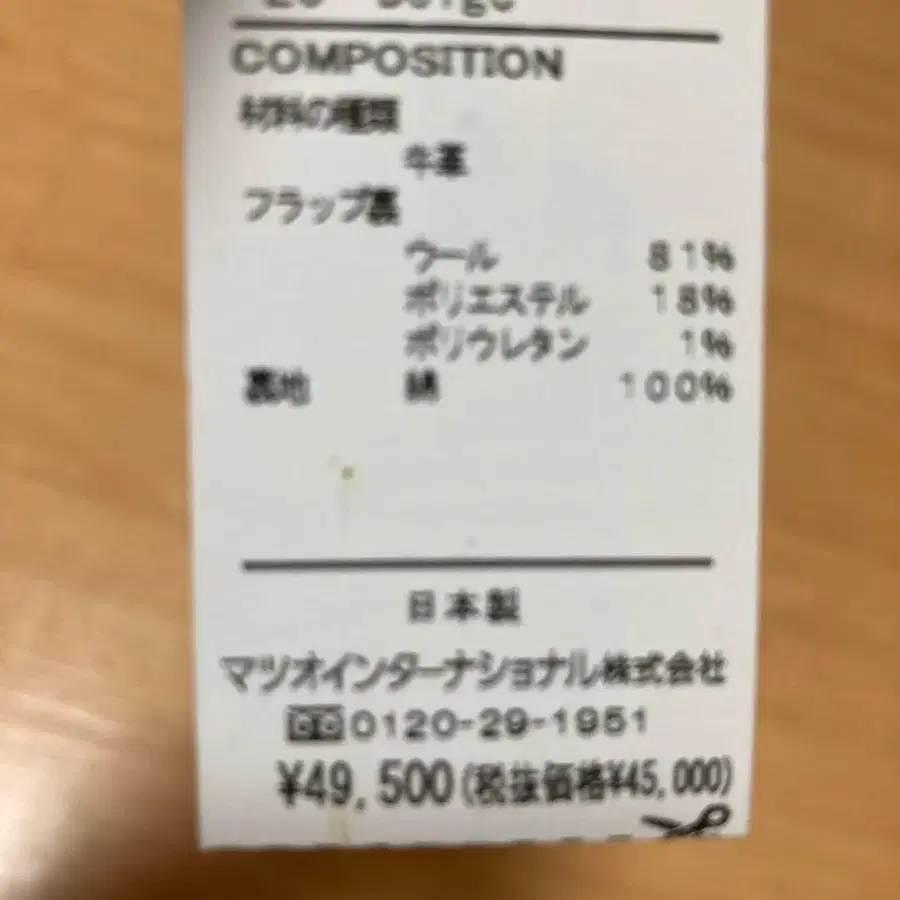 Beige
COMPOSITION
材料の種類
牛革
フラップ裏
ウール 81%
ポリエステル 18%
ポリウレタン 1%
裏地 綿 100%
日本製
マツオインターナショナル株式会社
0120-29-1951
¥49,500(税抜価格¥45,000)